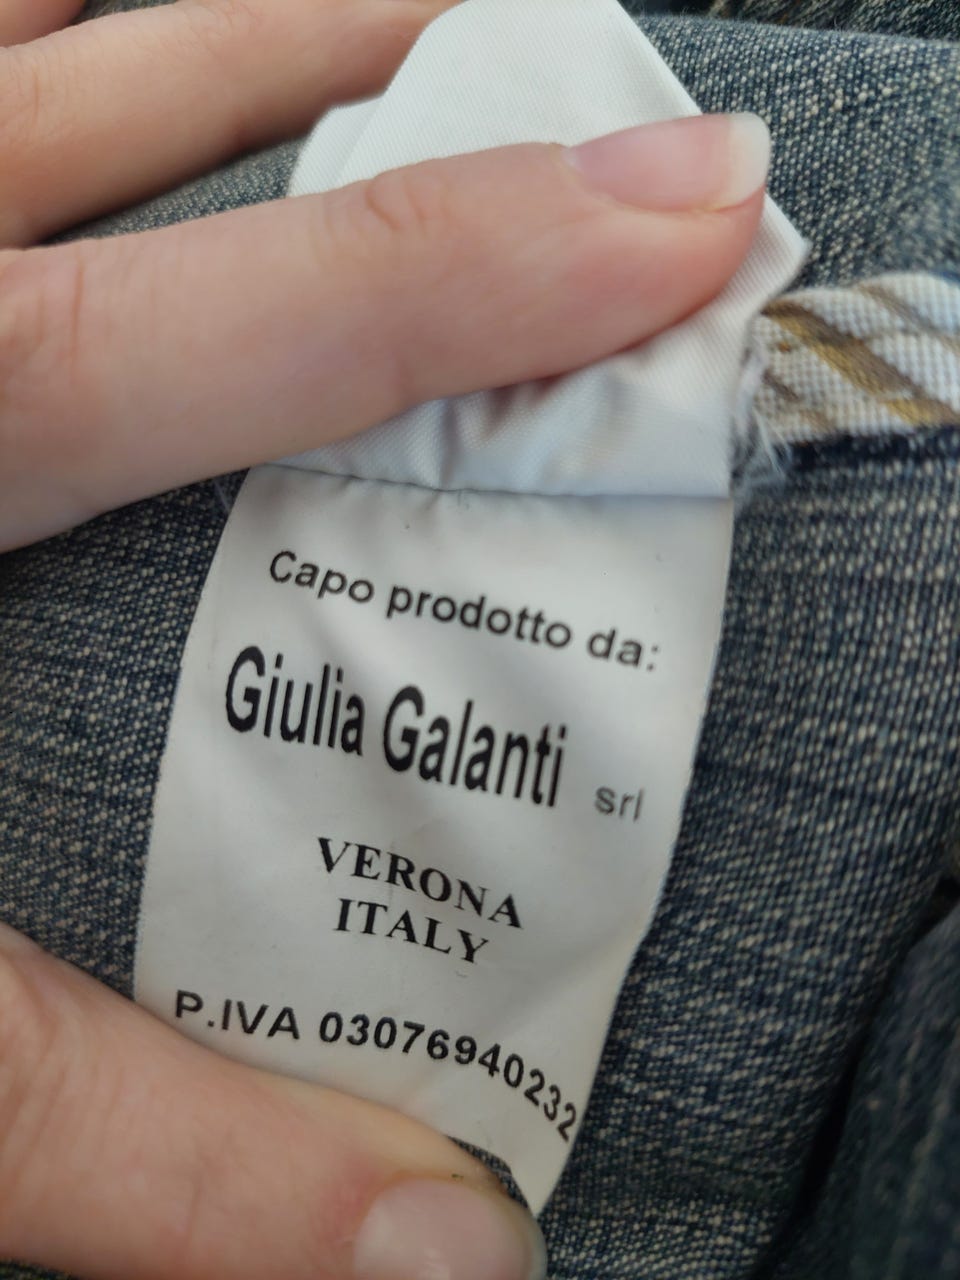 Capo prodotto da:
Giulia Galanti srl
VERONA
ITALY
P.IVA 03076940232